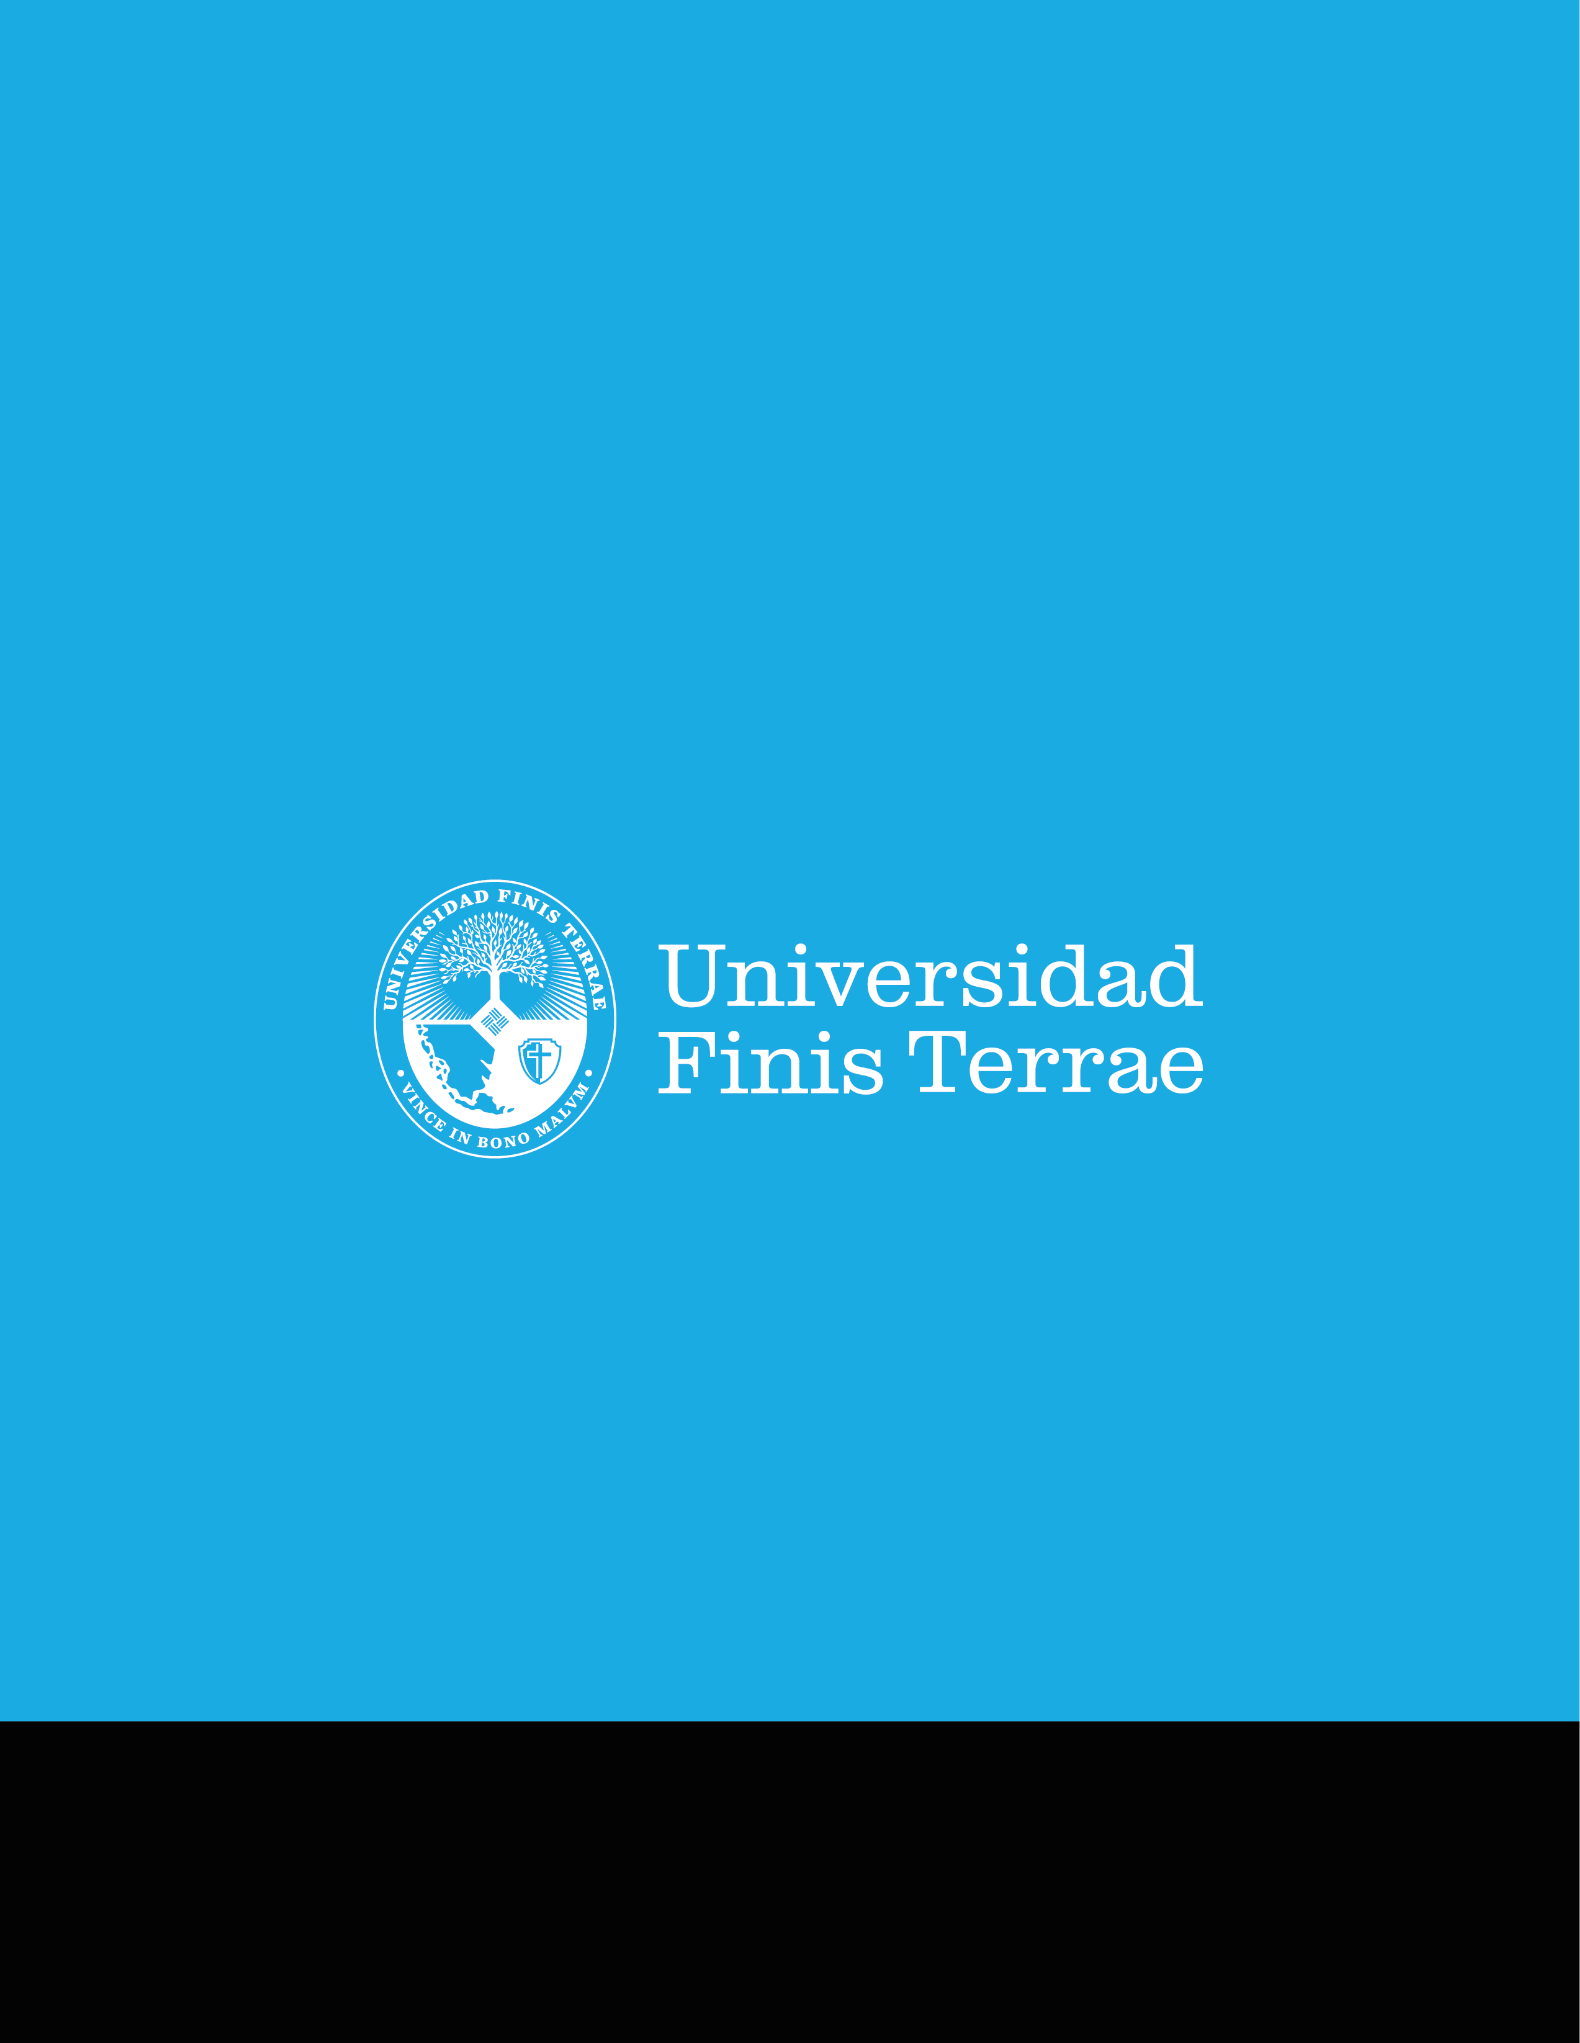 UNIVERSIDAD FINIS TERRAE
• VINCE IN BONO MALVM •
Universidad
Finis Terrae